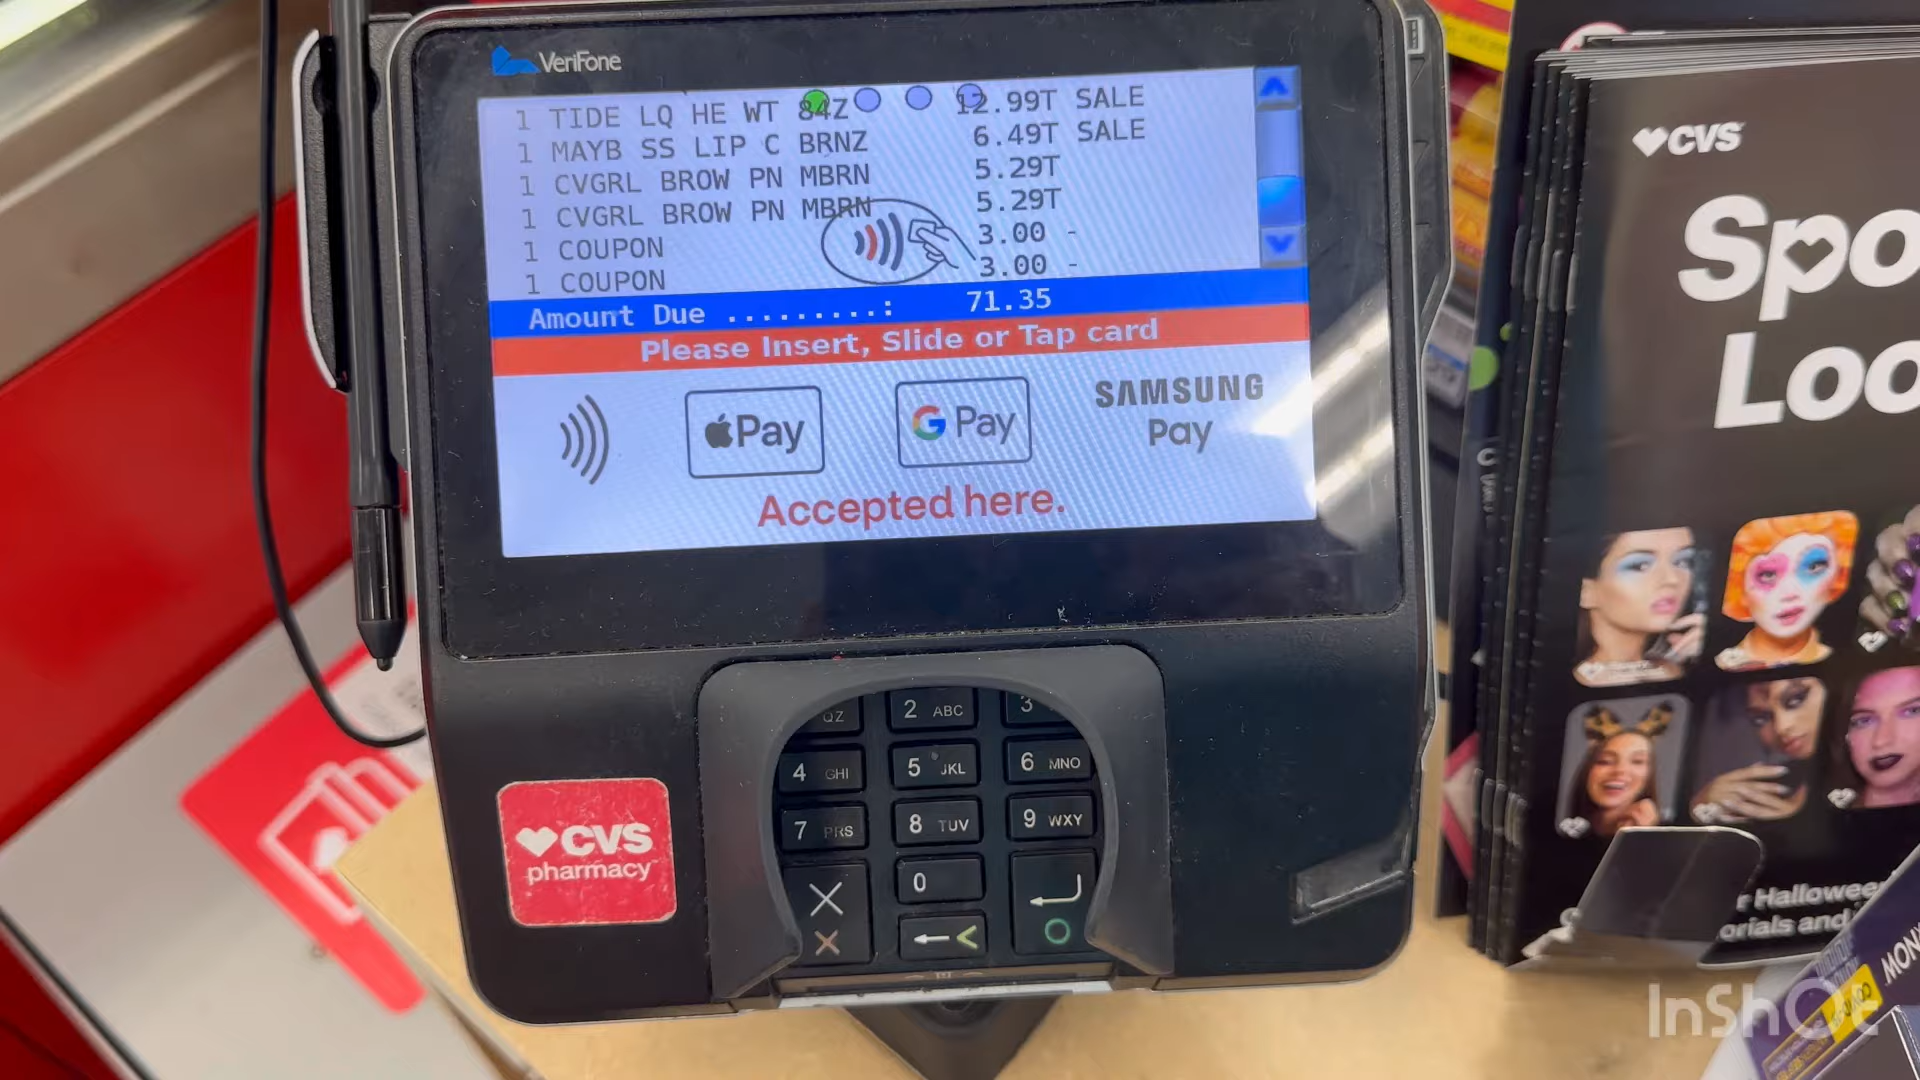 VeriFone
1 TIDE LQ HE WT 84Z 12.99T SALE
1 MAYB SS LIP C BRNZ 6.49T SALE
1 CVGRL BROW PN MBRN 5.29T
1 CVGRL BROW PN MBRN 5.29T
1 COUPON 3.00 -
1 COUPON 3.00 -
Amount Due .........: 71.35
Please Insert, Slide or Tap card
Pay
G Pay
SAMSUNG
Pay
Accepted here.
QZ
2 ABC
3
4 GHI
5 JKL
6 MNO
7 PRS
8 TUV
9 WXY
0
CVS
pharmacy
CVS
Spo
Loo
r Hallowee
orials and
InShOt